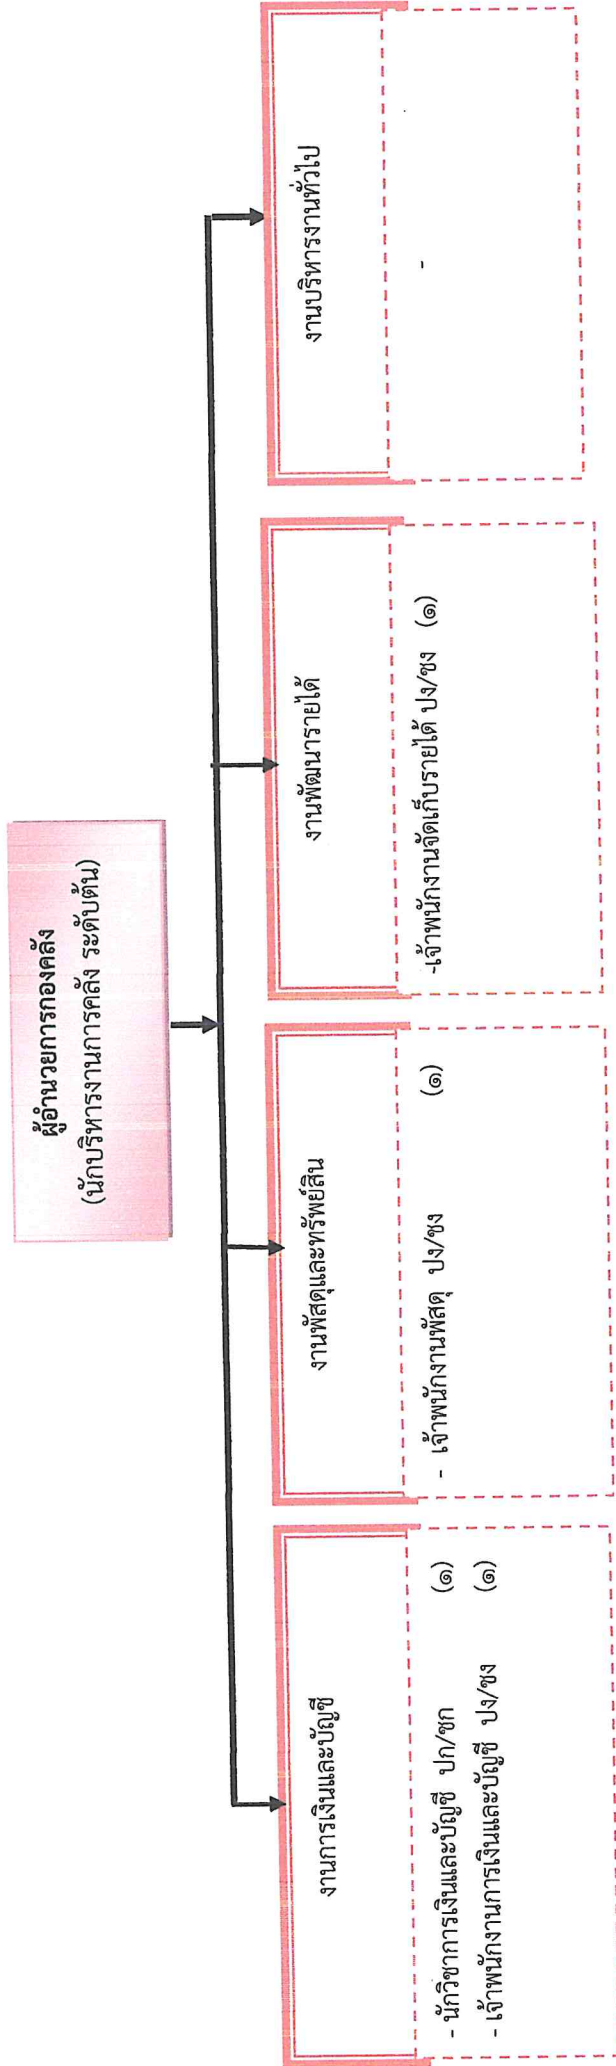 ผู้อำนวยการกองคลัง
(นักบริหารงานการคลัง ระดับต้น)
งานการเงินและบัญชี
- นักวิชาการเงินและบัญชี ปก/ชก (๑)
- เจ้าพนักงานการเงินและบัญชี ปง/ชง (๑)
งานพัสดุและทรัพย์สิน
- เจ้าพนักงานพัสดุ ปง/ชง (๑)
งานพัฒนารายได้
-เจ้าพนักงานจัดเก็บรายได้ ปง/ชง (๑)
งานบริหารงานทั่วไป
-